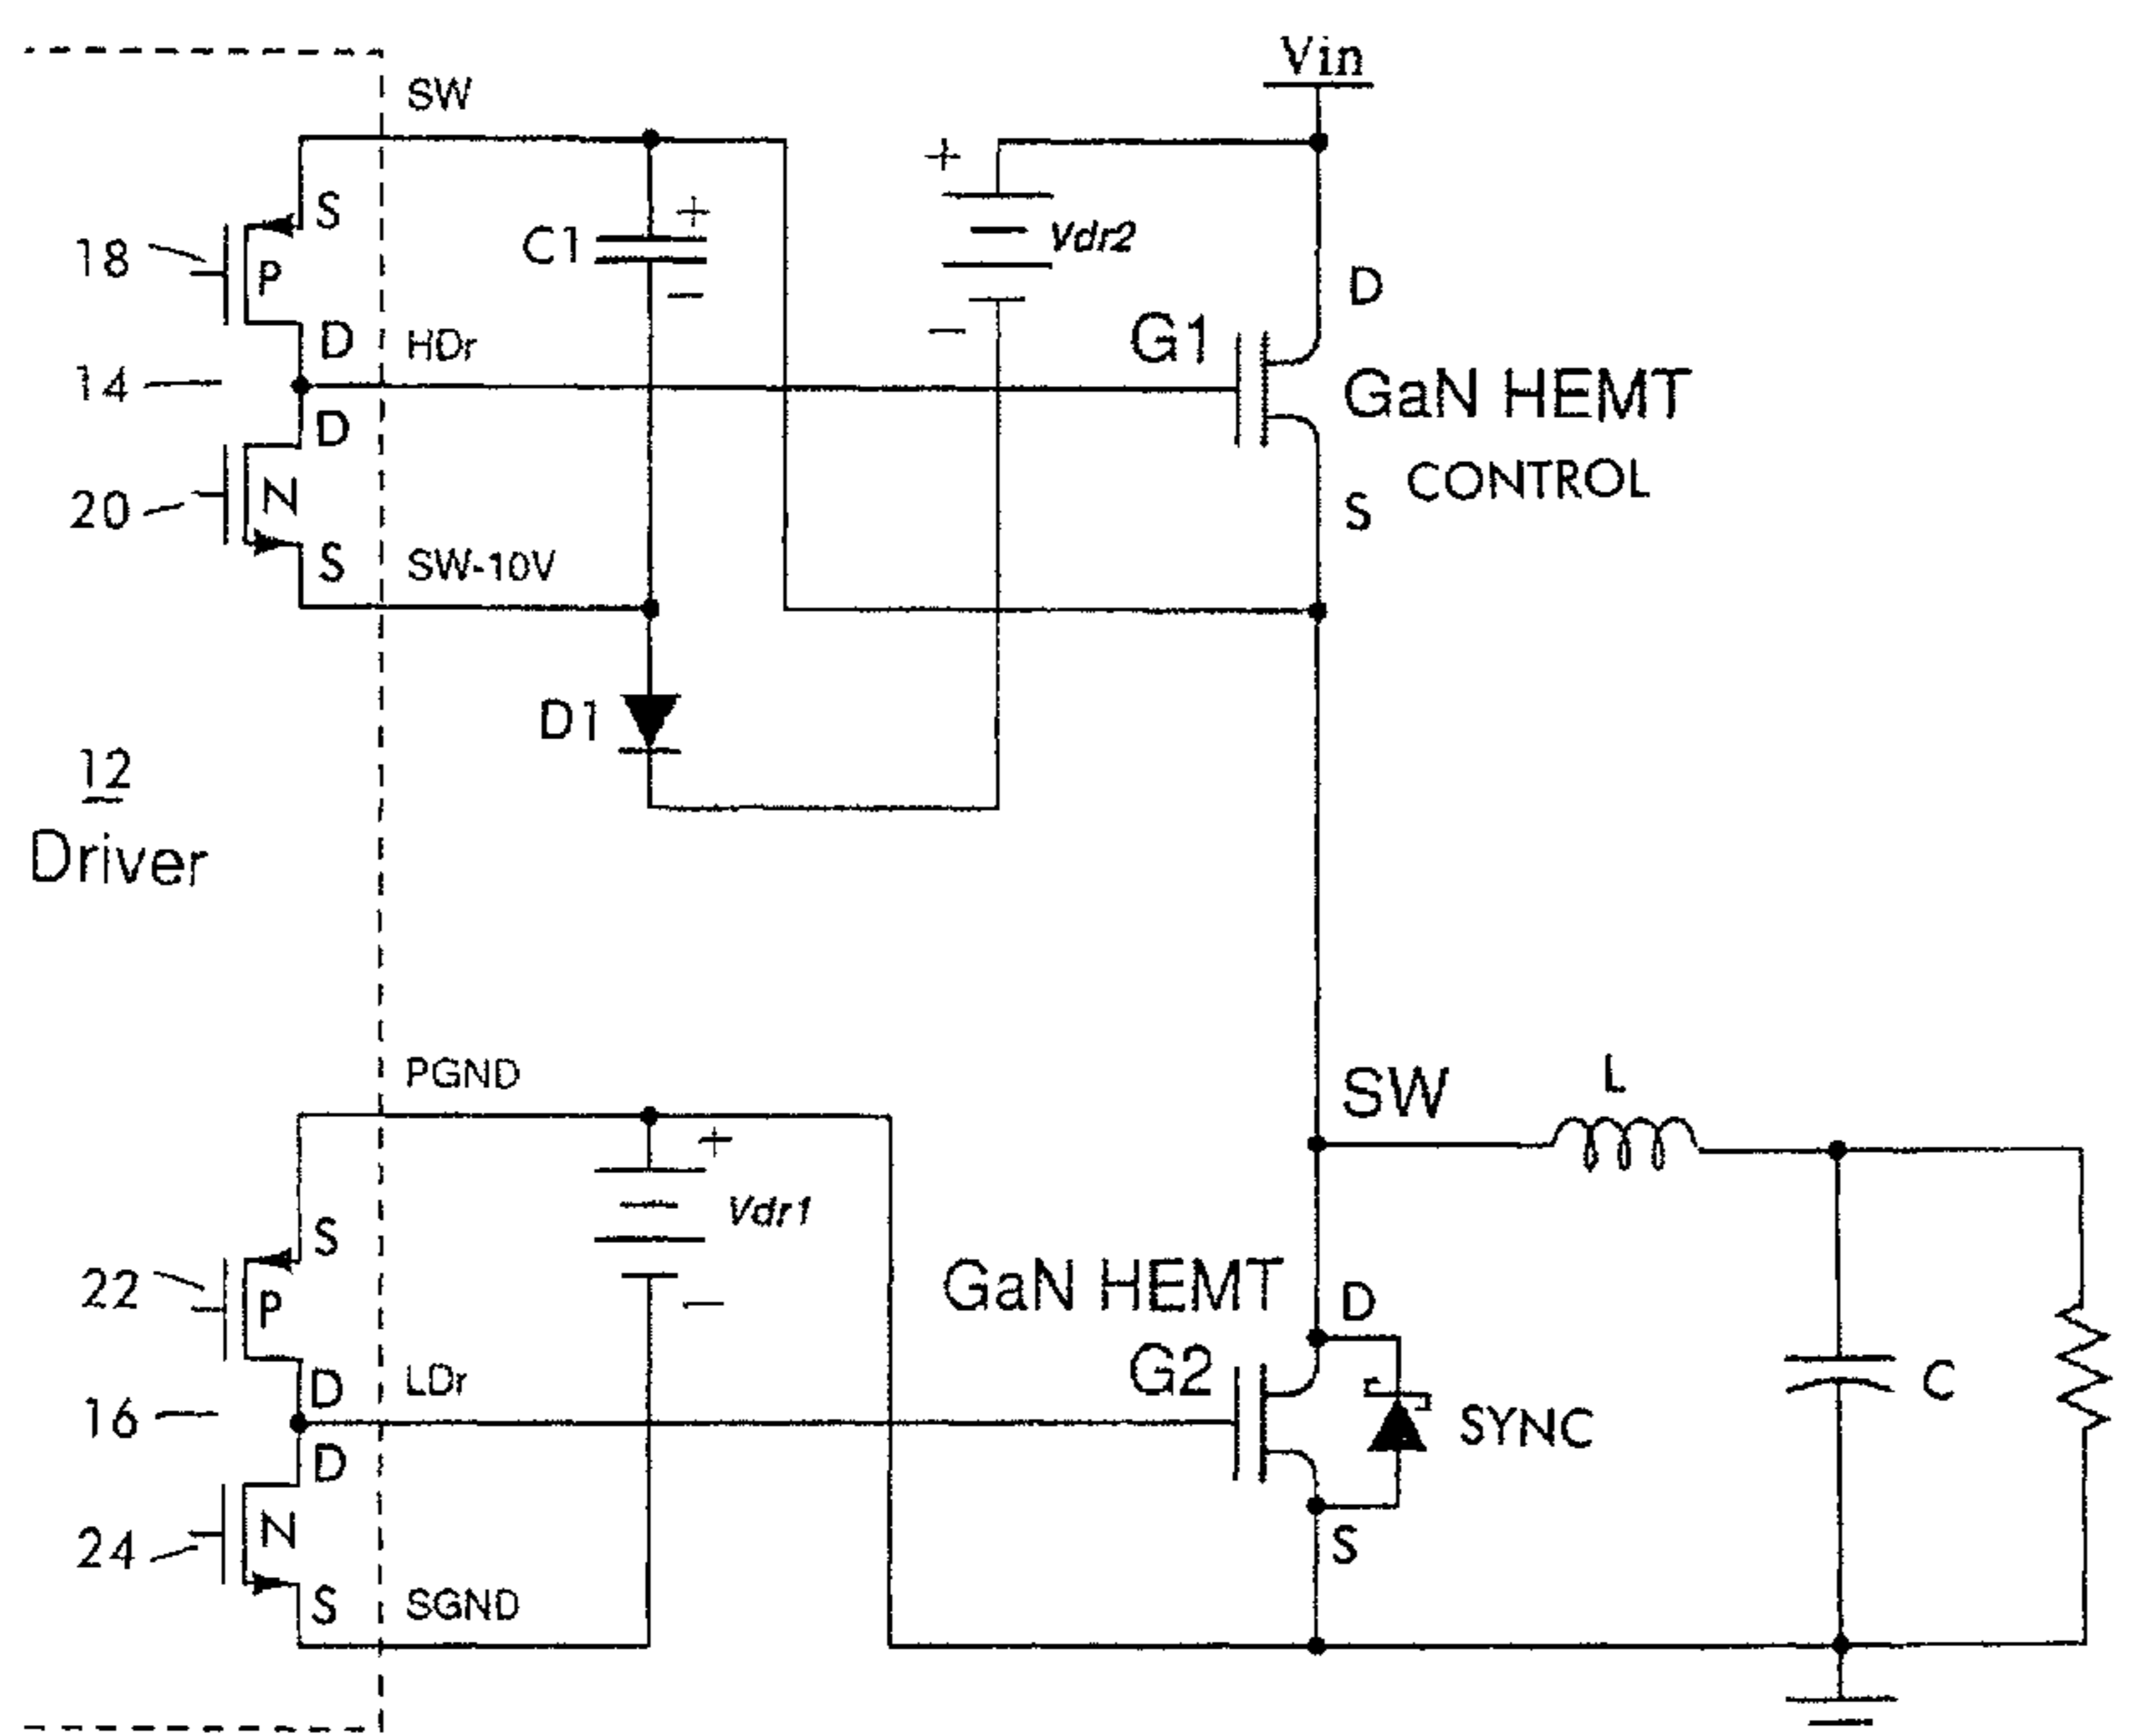 Vin
SW
+
S
18
P
C1
+
−
Vdr2
−
D
D
HDr
G1
14
D
GaN HEMT
CONTROL
20
N
S
S
SW-10V
D1
12
Driver
PGND
SW
L
+
S
Vdr1
22
P
−
GaN HEMT
D
D
LDr
G2
C
16
SYNC
D
24
N
S
S
SGND
+